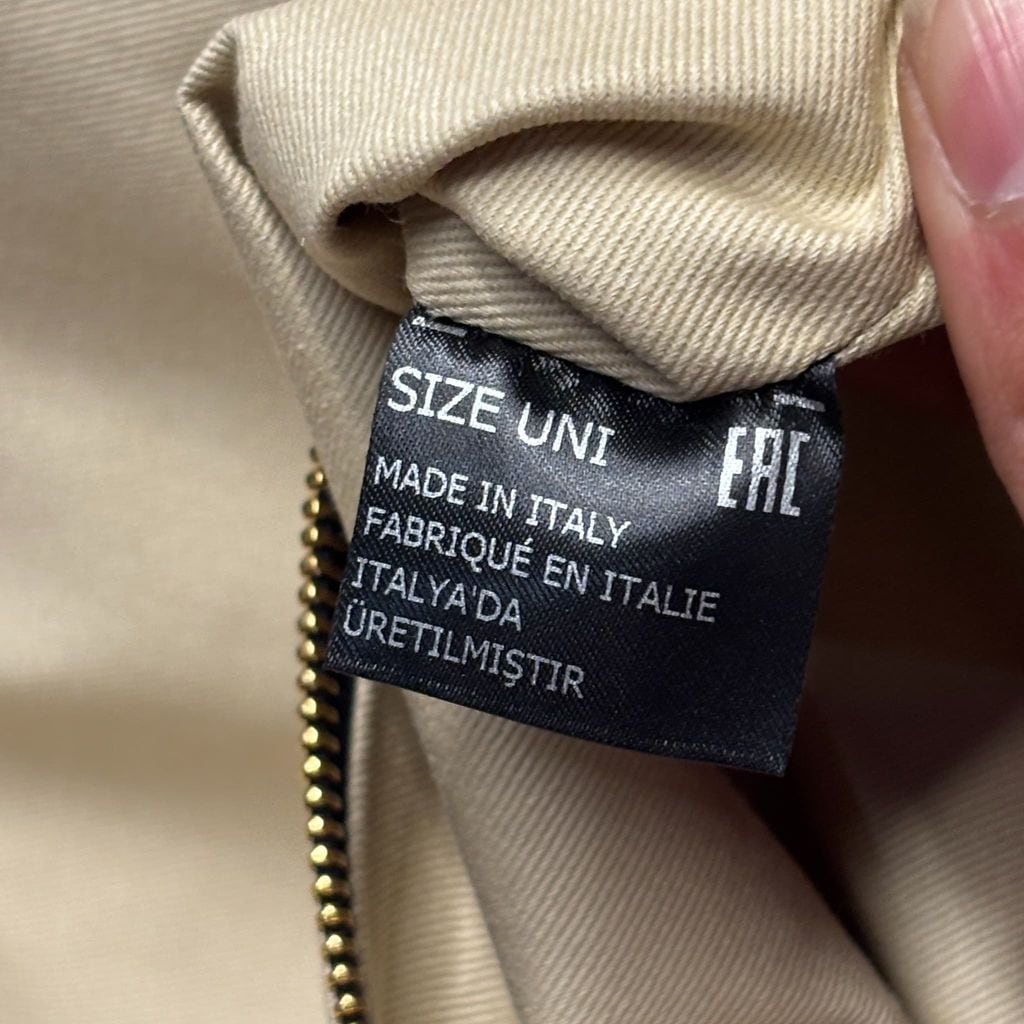 SIZE UNI
EAC
MADE IN ITALY
FABRIQUÉ EN ITALIE
ITALYA'DA
ÜRETILMIŞTIR